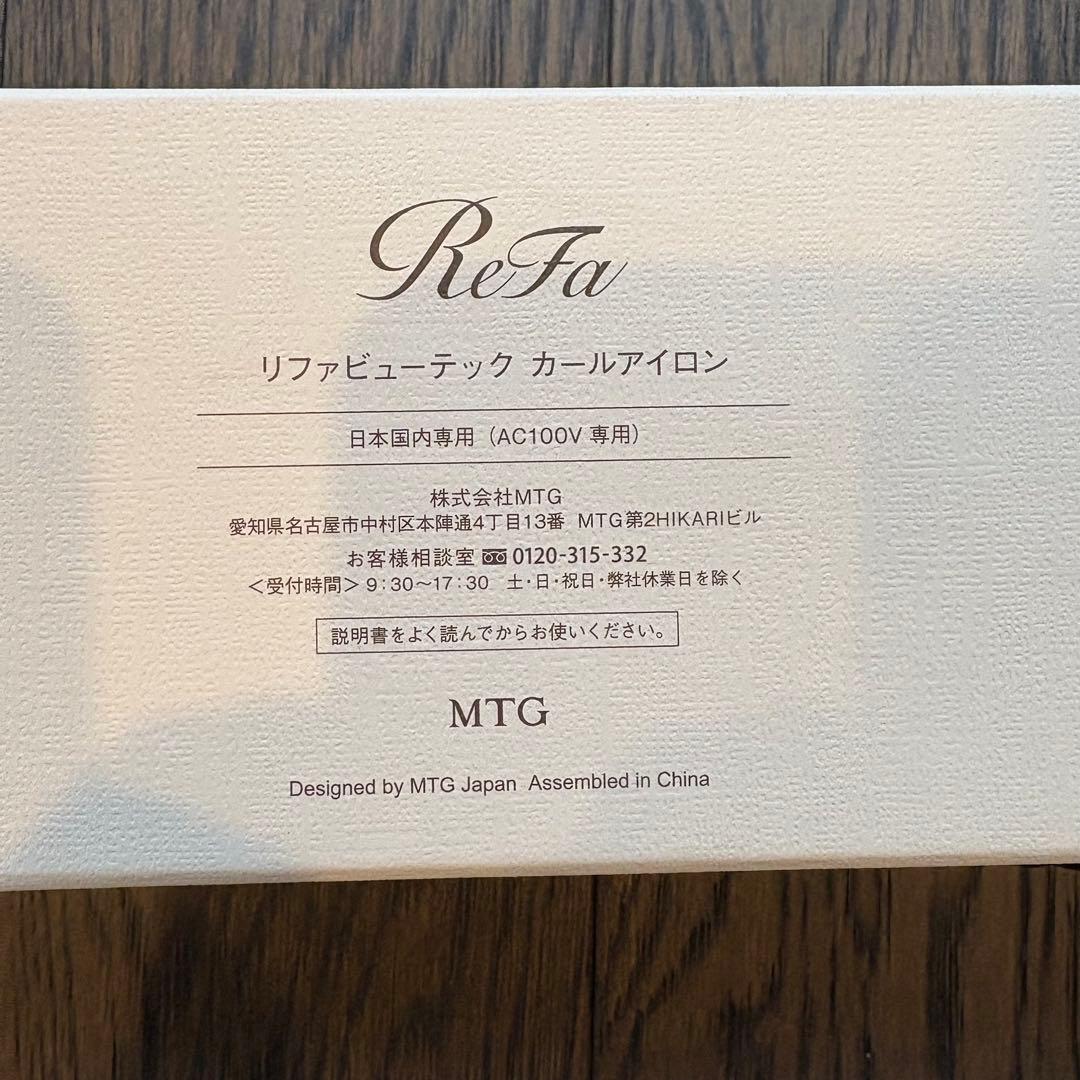 ReFa
リファビューテック カールアイロン
日本国内専用（AC100V 専用）
株式会社MTG
愛知県名古屋市中村区本陣通4丁目13番 MTG第2HIKARIビル
お客様相談室 0120-315-332
＜受付時間＞9：30〜17：30 土・日・祝日・弊社休業日を除く
説明書をよく読んでからお使いください。
MTG
Designed by MTG Japan Assembled in China